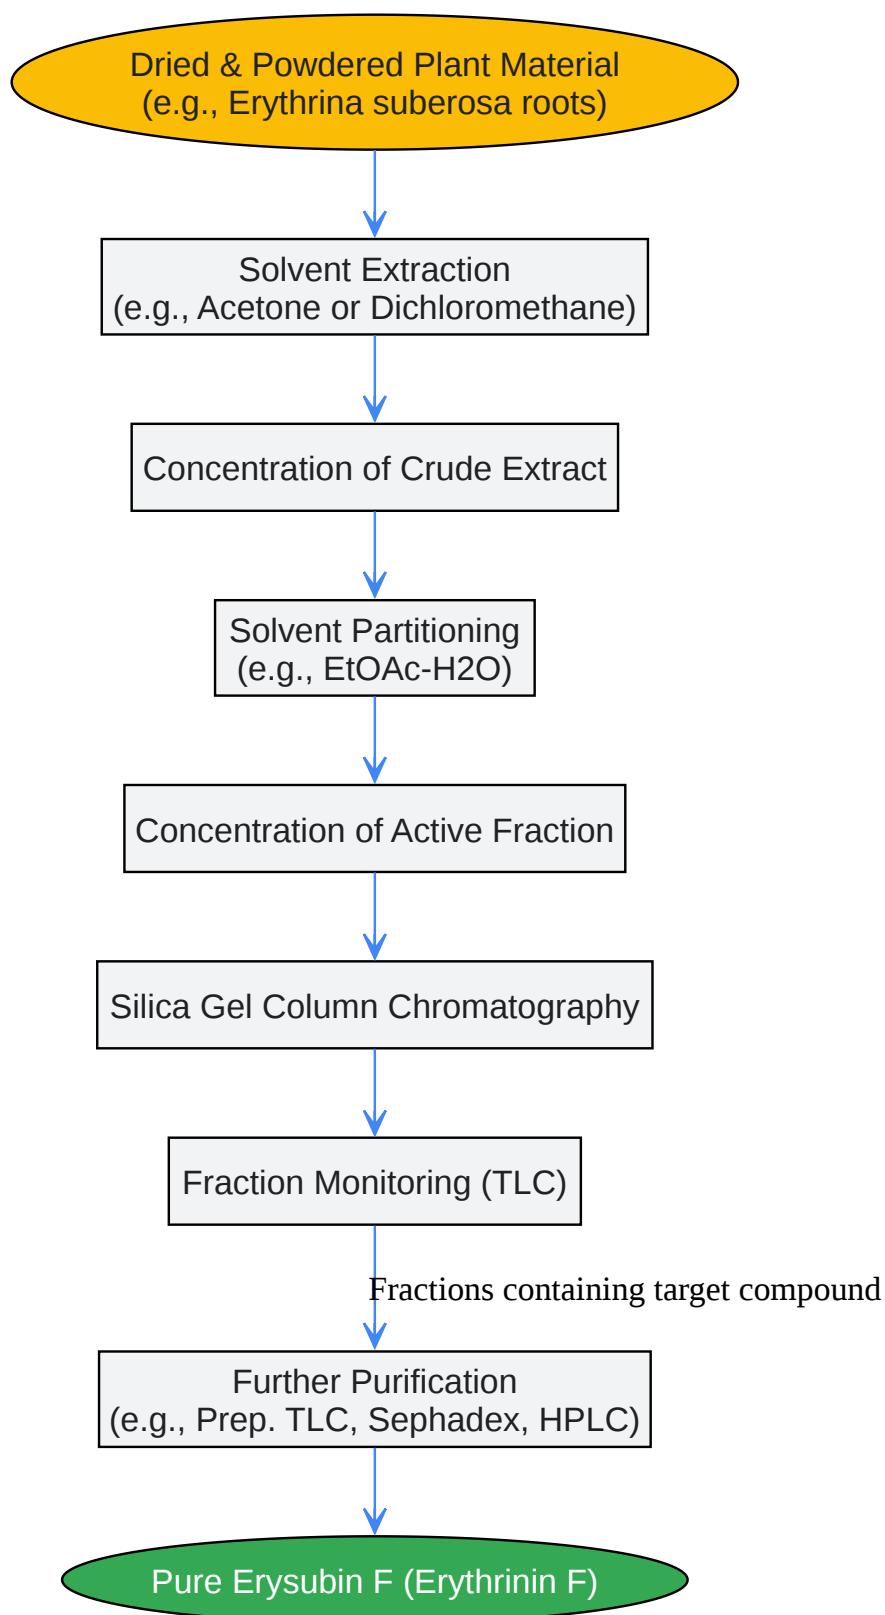 Dried & Powdered Plant Material
(e.g., Erythrina suberosa roots)
Solvent Extraction
(e.g., Acetone or Dichloromethane)
Concentration of Crude Extract
Solvent Partitioning
(e.g., EtOAc-H2O)
Concentration of Active Fraction
Silica Gel Column Chromatography
Fraction Monitoring (TLC)
Fractions containing target compound
Further Purification
(e.g., Prep. TLC, Sephadex, HPLC)
Pure Erysubin F (Erythrinin F)